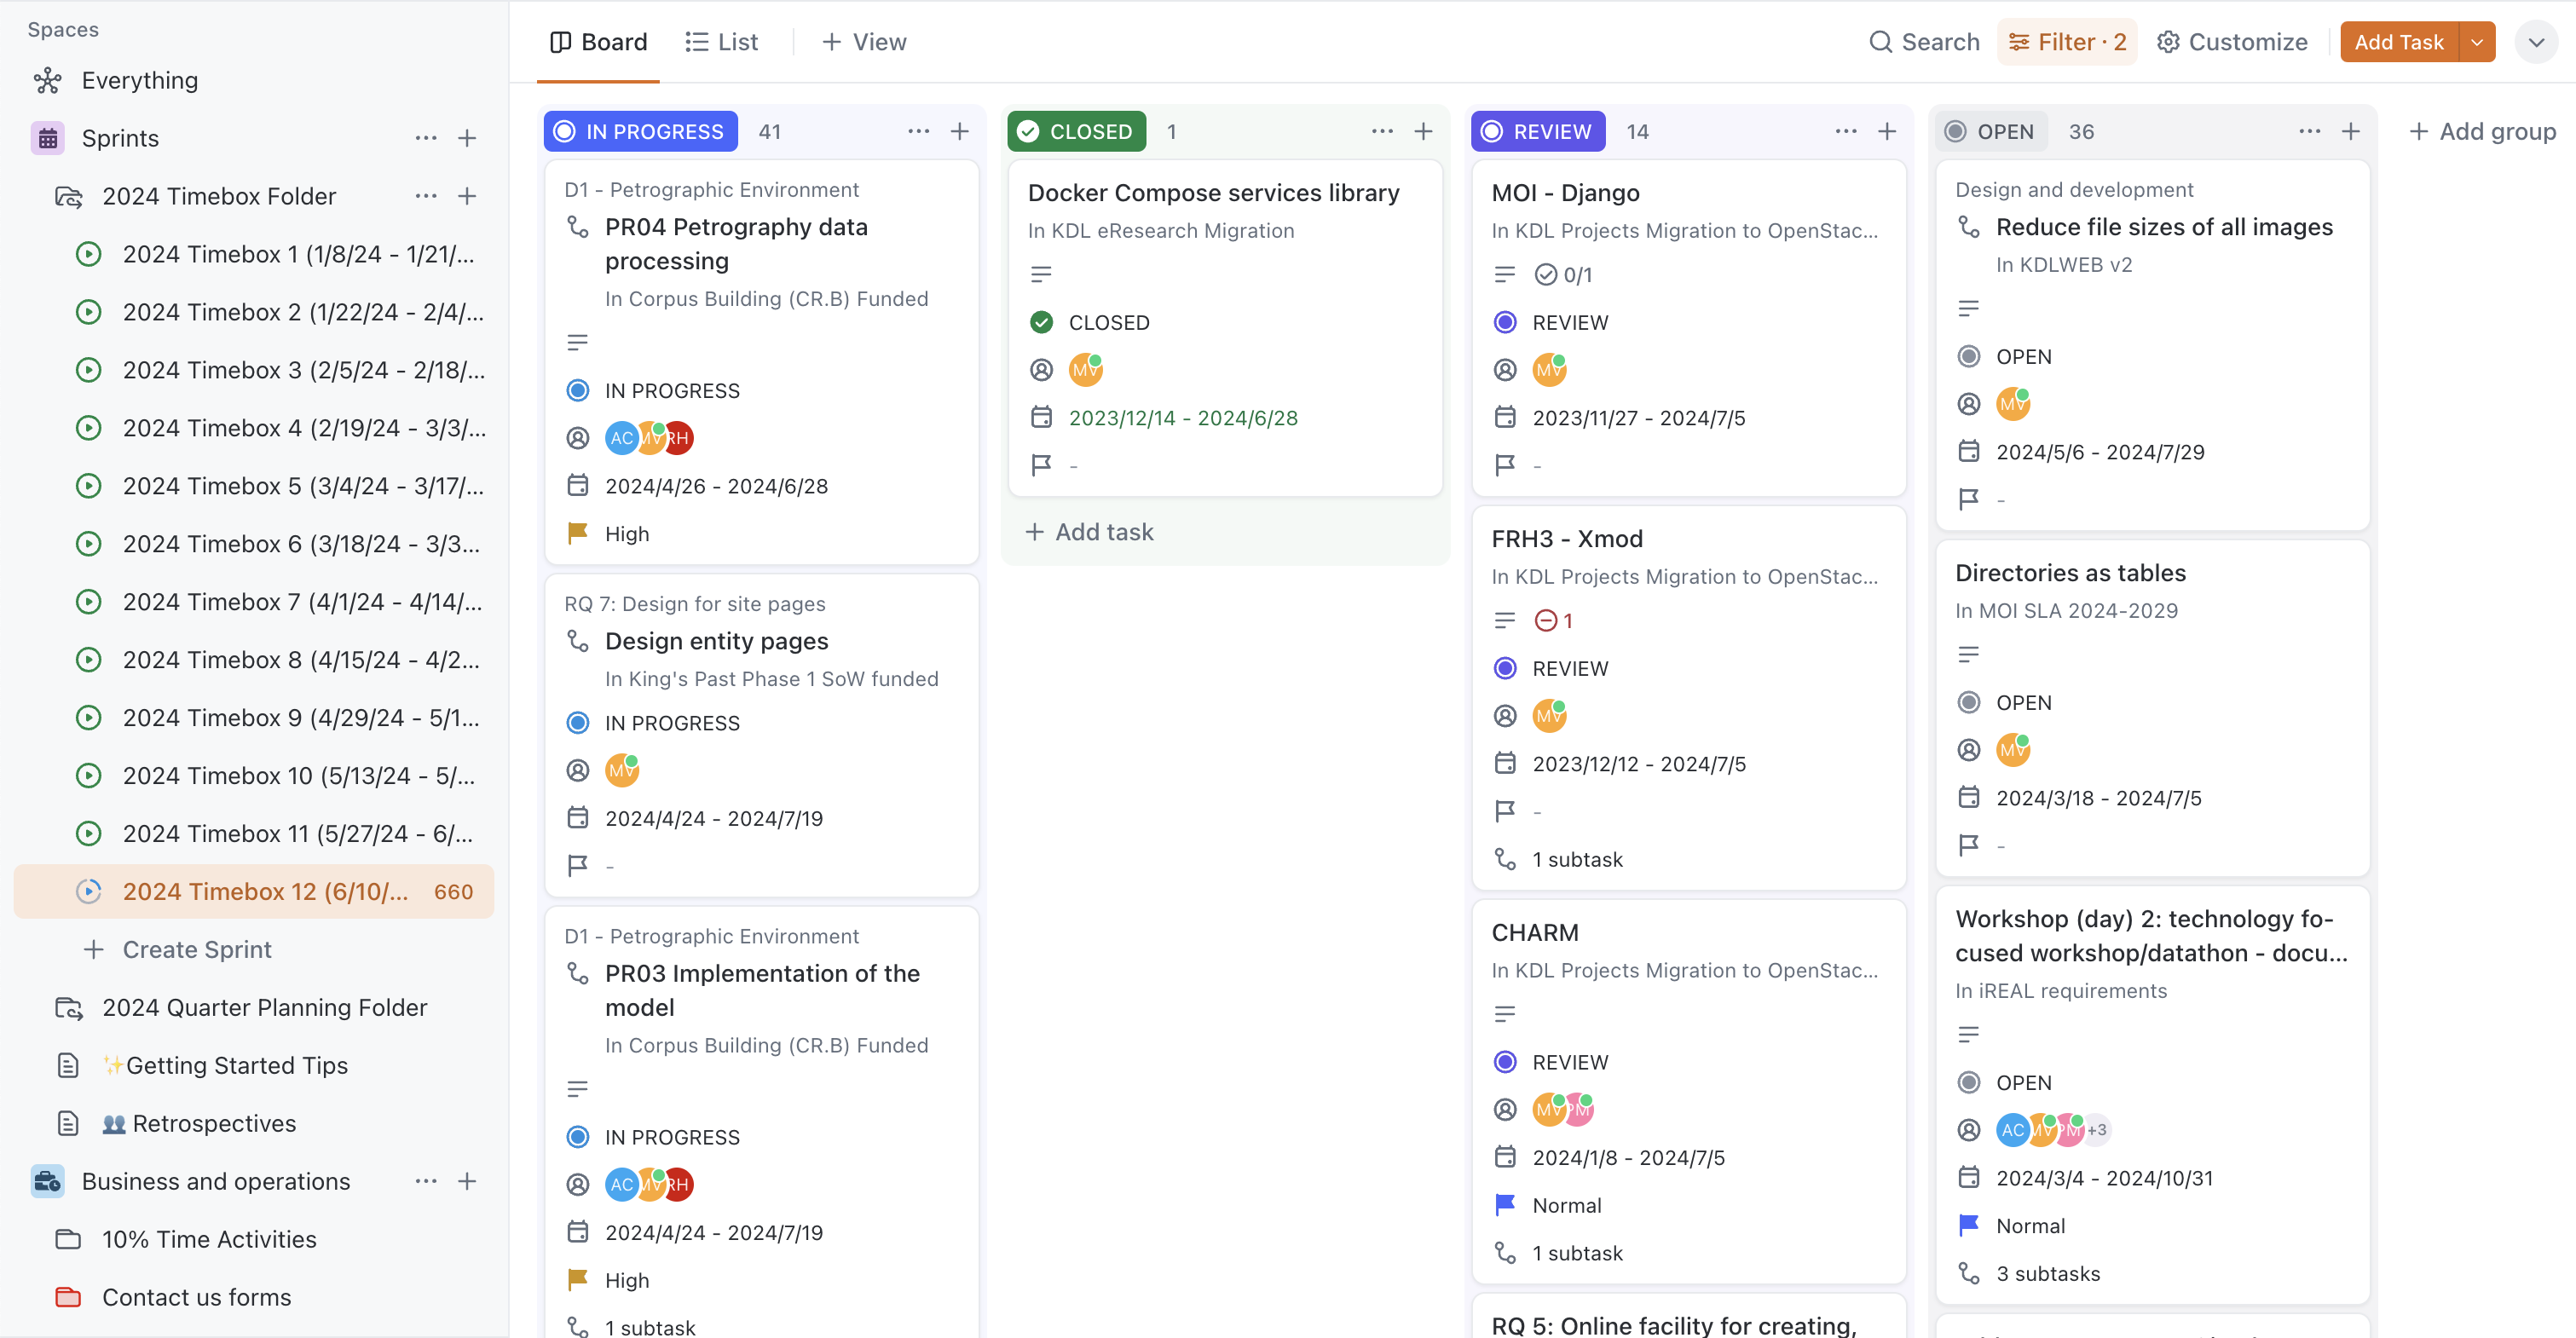 Spaces
Everything
Sprints
2024 Timebox Folder
2024 Timebox 1 (1/8/24 - 1/21/...
2024 Timebox 2 (1/22/24 - 2/4/...
2024 Timebox 3 (2/5/24 - 2/18/...
2024 Timebox 4 (2/19/24 - 3/3/...
2024 Timebox 5 (3/4/24 - 3/17/...
2024 Timebox 6 (3/18/24 - 3/3...
2024 Timebox 7 (4/1/24 - 4/14/...
2024 Timebox 8 (4/15/24 - 4/2...
2024 Timebox 9 (4/29/24 - 5/1...
2024 Timebox 10 (5/13/24 - 5/...
2024 Timebox 11 (5/27/24 - 6/...
2024 Timebox 12 (6/10/... 660
Create Sprint
2024 Quarter Planning Folder
✨Getting Started Tips
👥 Retrospectives
Business and operations
10% Time Activities
Contact us forms
Board List + View Search Filter · 2 Customize Add Task
IN PROGRESS 41
D1 - Petrographic Environment
PR04 Petrography data
processing
In Corpus Building (CR.B) Funded
IN PROGRESS
AC MV RH
2024/4/26 - 2024/6/28
High
RQ 7: Design for site pages
Design entity pages
In King's Past Phase 1 SoW funded
IN PROGRESS
MV
2024/4/24 - 2024/7/19
-
D1 - Petrographic Environment
PR03 Implementation of the
model
In Corpus Building (CR.B) Funded
IN PROGRESS
AC MV RH
2024/4/24 - 2024/7/19
High
1 subtask
CLOSED 1
Docker Compose services library
In KDL eResearch Migration
CLOSED
MV
2023/12/14 - 2024/6/28
-
+ Add task
REVIEW 14
MOI - Django
In KDL Projects Migration to OpenStac...
0/1
REVIEW
MV
2023/11/27 - 2024/7/5
-
FRH3 - Xmod
In KDL Projects Migration to OpenStac...
1
REVIEW
MV
2023/12/12 - 2024/7/5
-
1 subtask
CHARM
In KDL Projects Migration to OpenStac...
REVIEW
MV PM
2024/1/8 - 2024/7/5
Normal
1 subtask
RQ 5: Online facility for creating,
OPEN 36
Design and development
Reduce file sizes of all images
In KDLWEB v2
OPEN
MV
2024/5/6 - 2024/7/29
-
Directories as tables
In MOI SLA 2024-2029
OPEN
MV
2024/3/18 - 2024/7/5
-
Workshop (day) 2: technology fo-
cused workshop/datathon - docu...
In iREAL requirements
OPEN
AC MV PM +3
2024/3/4 - 2024/10/31
Normal
3 subtasks
+ Add group